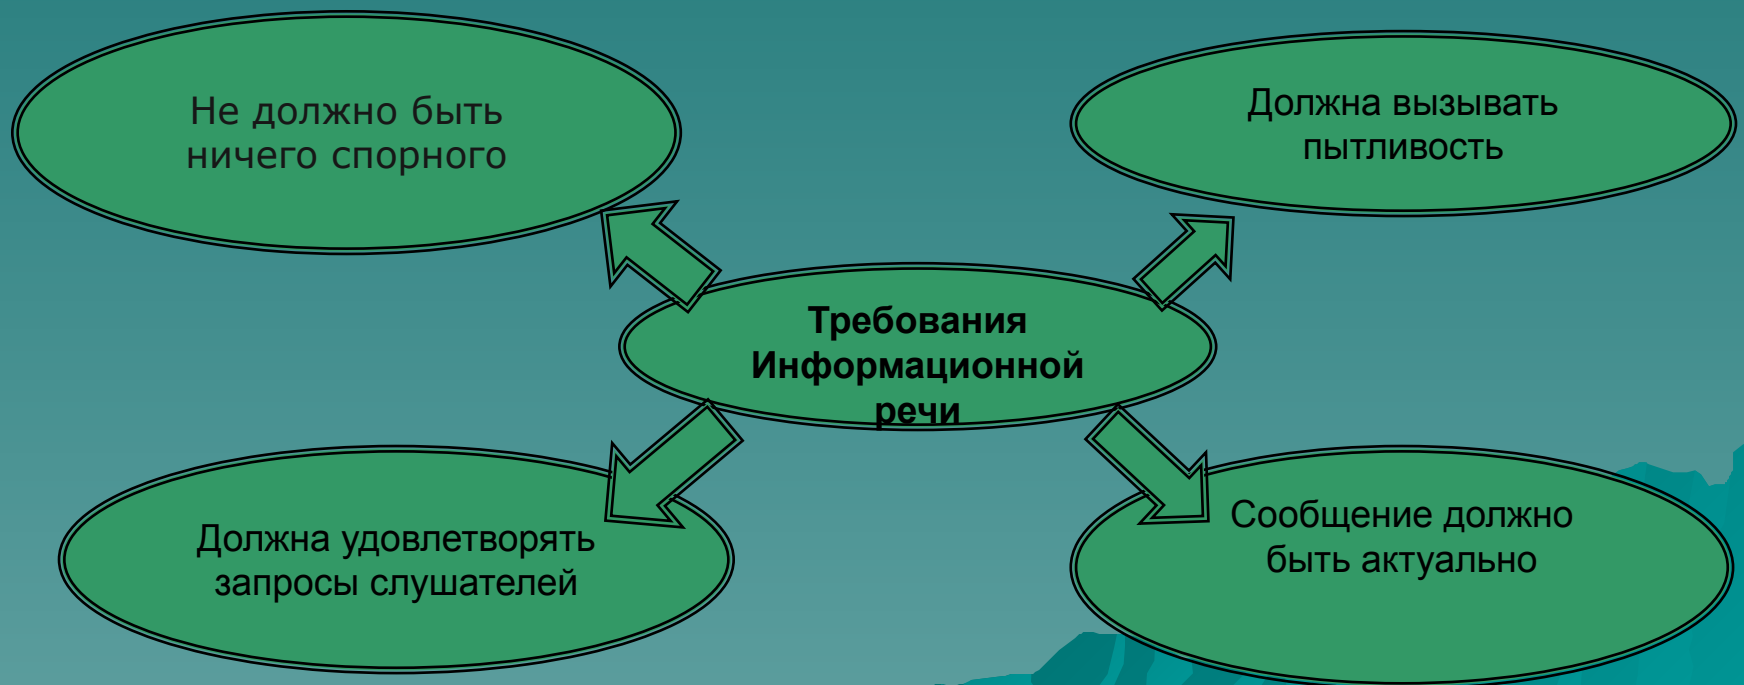 Не должно быть
ничего спорного
Должна вызывать
пытливость
Требования
Информационной
речи
Должна удовлетворять
запросы слушателей
Сообщение должно
быть актуально